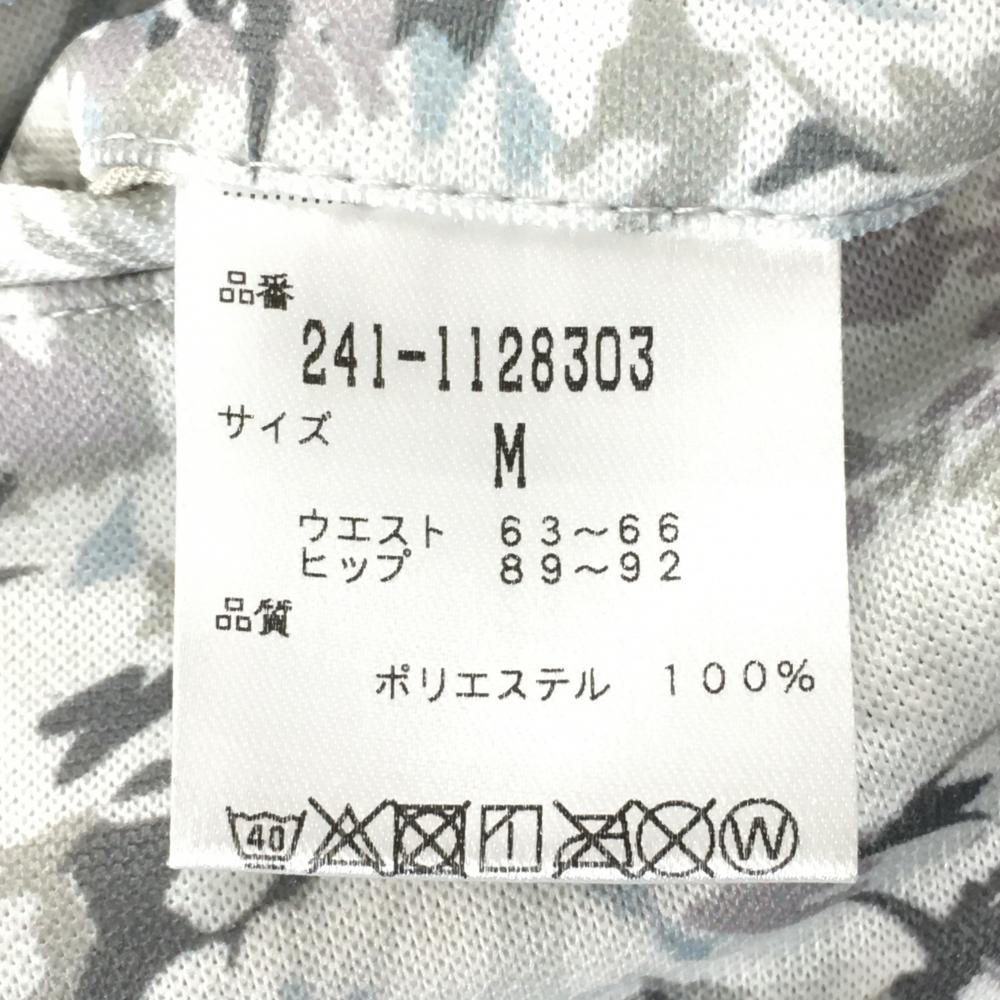 品番
241-1128303
サイズ
M
ウエスト 63～66
ヒップ 89～92
品質
ポリエステル 100%
40 W